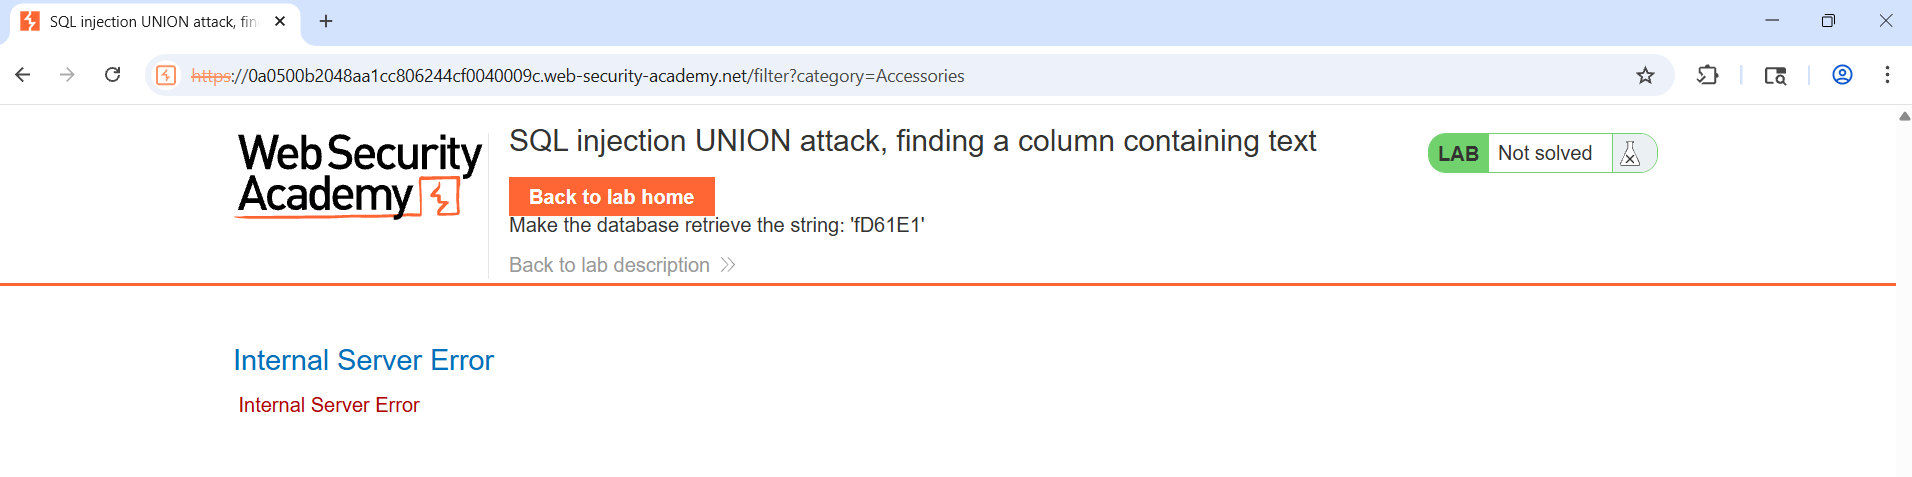 SQL injection UNION attack, fin
https://0a0500b2048aa1cc806244cf0040009c.web-security-academy.net/filter?category=Accessories
Web Security
Academy
SQL injection UNION attack, finding a column containing text
LAB Not solved
Back to lab home
Make the database retrieve the string: 'fD61E1'
Back to lab description
Internal Server Error
Internal Server Error